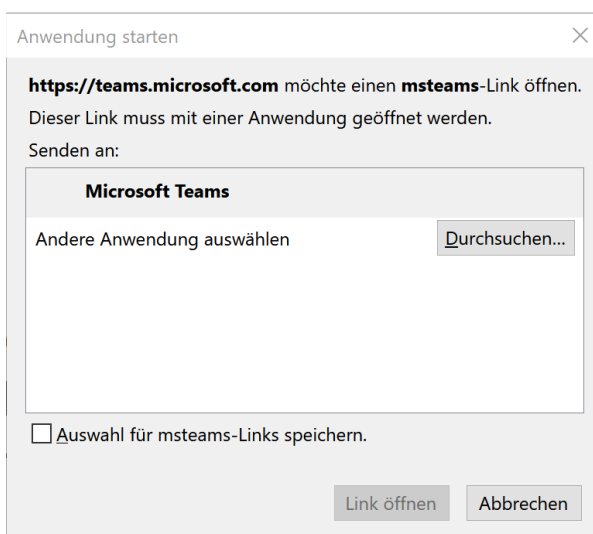 Anwendung starten
https://teams.microsoft.com möchte einen msteams-Link öffnen.
Dieser Link muss mit einer Anwendung geöffnet werden.
Senden an:
Microsoft Teams
Andere Anwendung auswählen Durchsuchen...
Auswahl für msteams-Links speichern.
Link öffnen Abbrechen